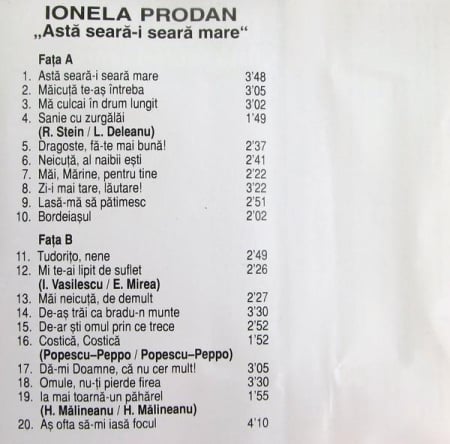 IONELA PRODAN
„Astă seară-i seară mare“
Fața A
1. Astă seară-i seară mare 3'48
2. Măicuță te-aș întreba 3'05
3. Mă culcai în drum lungit 3'02
4. Sanie cu zurgălăi 1'49
(R. Stein / L. Deleanu)
5. Dragoste, fă-te mai bună! 2'37
6. Neicuță, al naibii ești 2'41
7. Măi, Mărine, pentru tine 2'22
8. Zi-i mai tare, lăutare! 3'22
9. Lasă-mă să pătimesc 2'51
10. Bordeiașul 2'02
Fața B
11. Tudorițo, nene 2'49
12. Mi te-ai lipit de suflet 2'26
(I. Vasilescu / E. Mirea)
13. Măi neicuță, de demult 2'27
14. De-aș trăi ca bradu-n munte 3'30
15. De-ar ști omul prin ce trece 2'52
16. Costică, Costică 1'52
(Popescu–Peppo / Popescu–Peppo)
17. Dă-mi Doamne, că nu cer mult! 3'05
18. Omule, nu-ți pierde firea 3'30
19. Ia mai toarnă-un păhărel 1'55
(H. Mălineanu / H. Mălineanu)
20. Aș ofta să-mi iasă focul 4'10